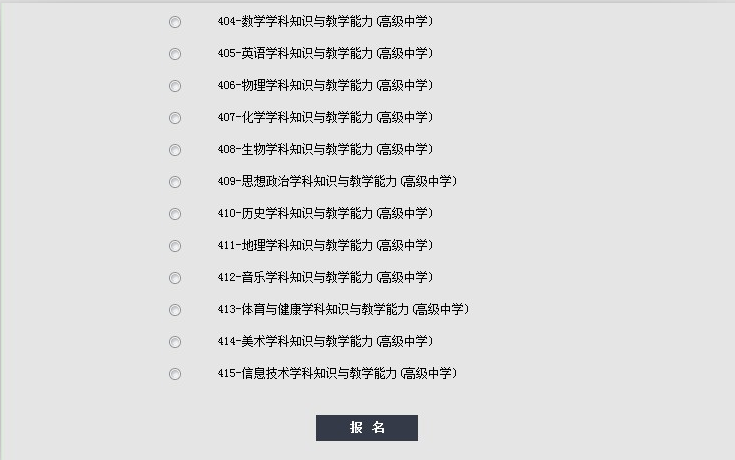 404-数学学科知识与教学能力(高级中学)
405-英语学科知识与教学能力(高级中学)
406-物理学科知识与教学能力(高级中学)
407-化学学科知识与教学能力(高级中学)
408-生物学科知识与教学能力(高级中学)
409-思想政治学科知识与教学能力(高级中学)
410-历史学科知识与教学能力(高级中学)
411-地理学科知识与教学能力(高级中学)
412-音乐学科知识与教学能力(高级中学)
413-体育与健康学科知识与教学能力(高级中学)
414-美术学科知识与教学能力(高级中学)
415-信息技术学科知识与教学能力(高级中学)
报 名